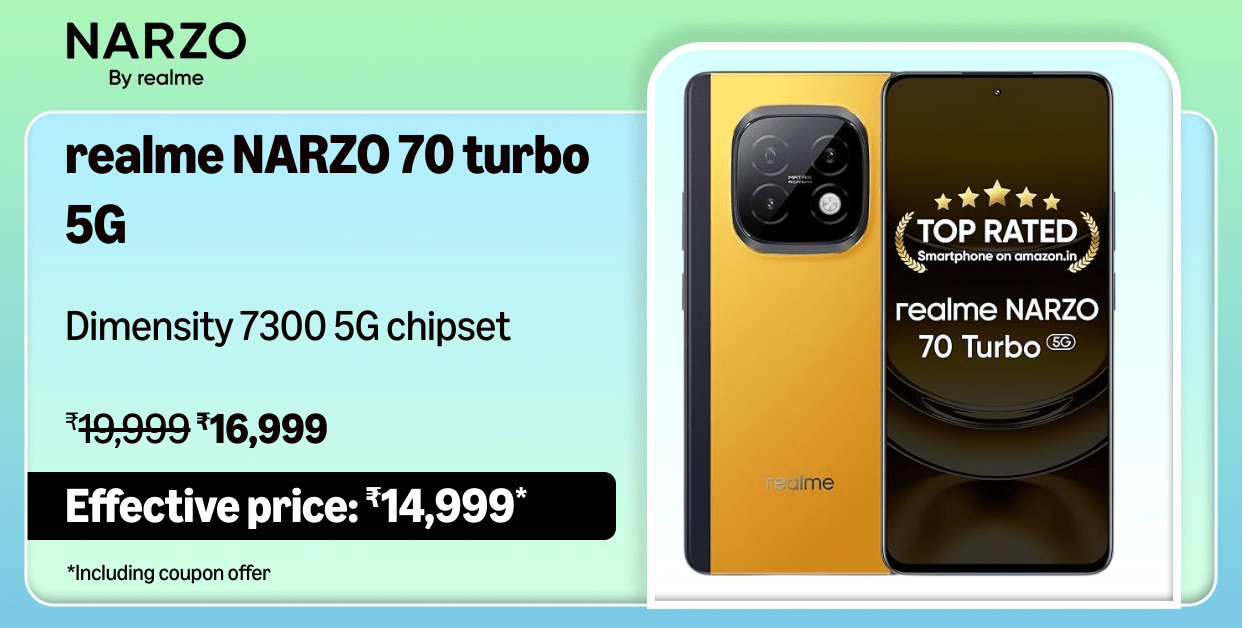 NARZO
By realme
realme NARZO 70 turbo
5G
Dimensity 7300 5G chipset
₹19,999 ₹16,999
Effective price: ₹14,999*
*Including coupon offer
MATRIX
realme
TOP RATED
Smartphone on amazon.in
realme NARZO
70 Turbo 5G